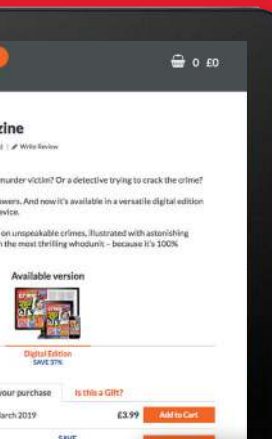 0 £0
zine
| Write Review
murder victim? Or a detective trying to crack the crime?
wers. And now it's available in a versatile digital edition
evice.
on unspeakable crimes, illustrated with astonishing
n the most thrilling whodunit – because it's 100%
Available version
Digital Edition
SAVE 37%
your purchase Is this a Gift?
March 2019 £3.99 Add to Cart
SAVE